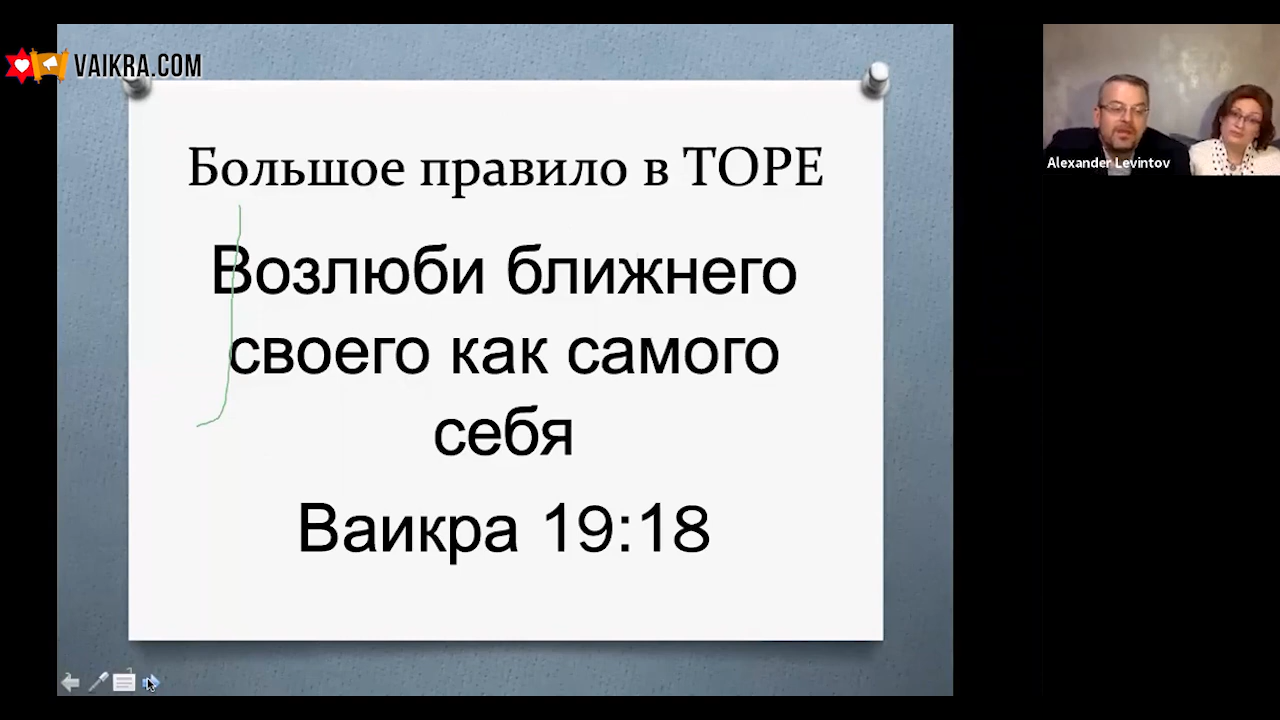 VAIKRA.COM
Большое правило в ТОРЕ
Возлюби ближнего
своего как самого
себя
Ваикра 19:18
Alexander Levintov